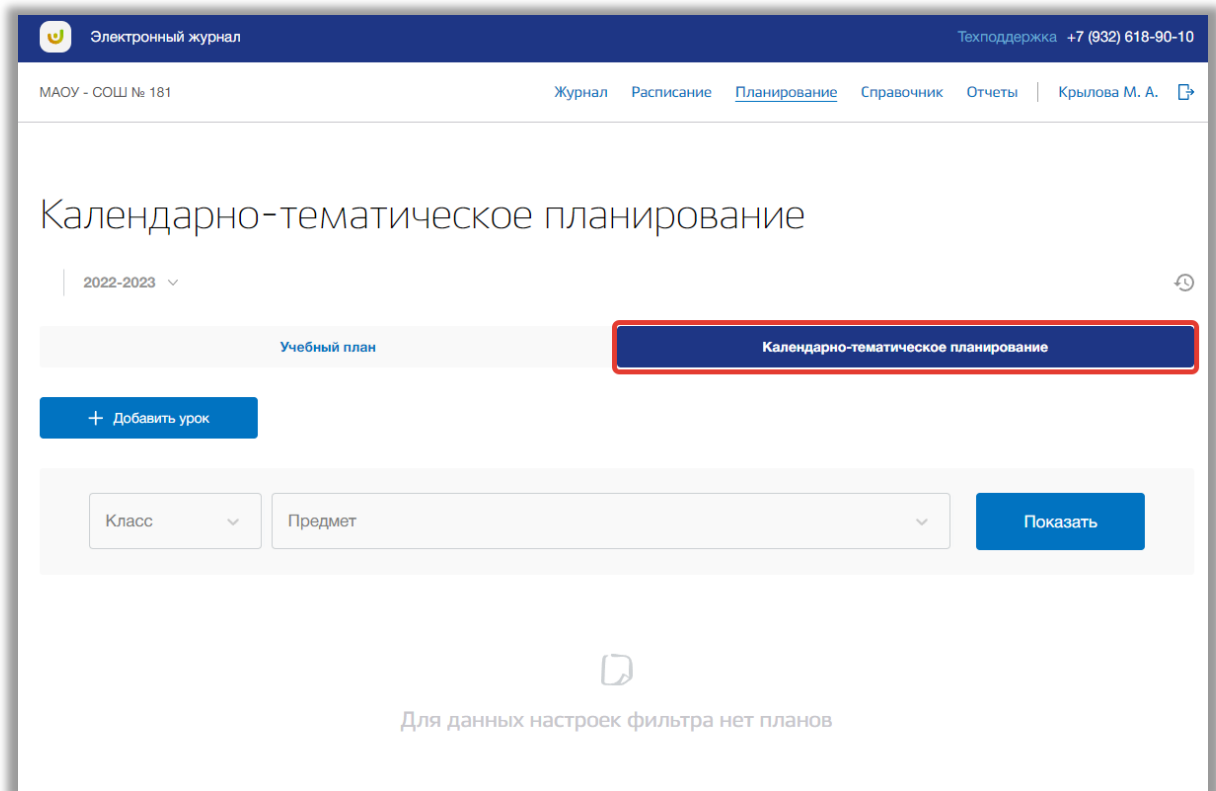 Электронный журнал Техподдержка +7 (932) 618-90-10
МАОУ - СОШ № 181 Журнал Расписание Планирование Справочник Отчеты Крылова М. А.
Календарно-тематическое планирование
2022-2023
Учебный план Календарно-тематическое планирование
+ Добавить урок
Класс Предмет Показать
Для данных настроек фильтра нет планов